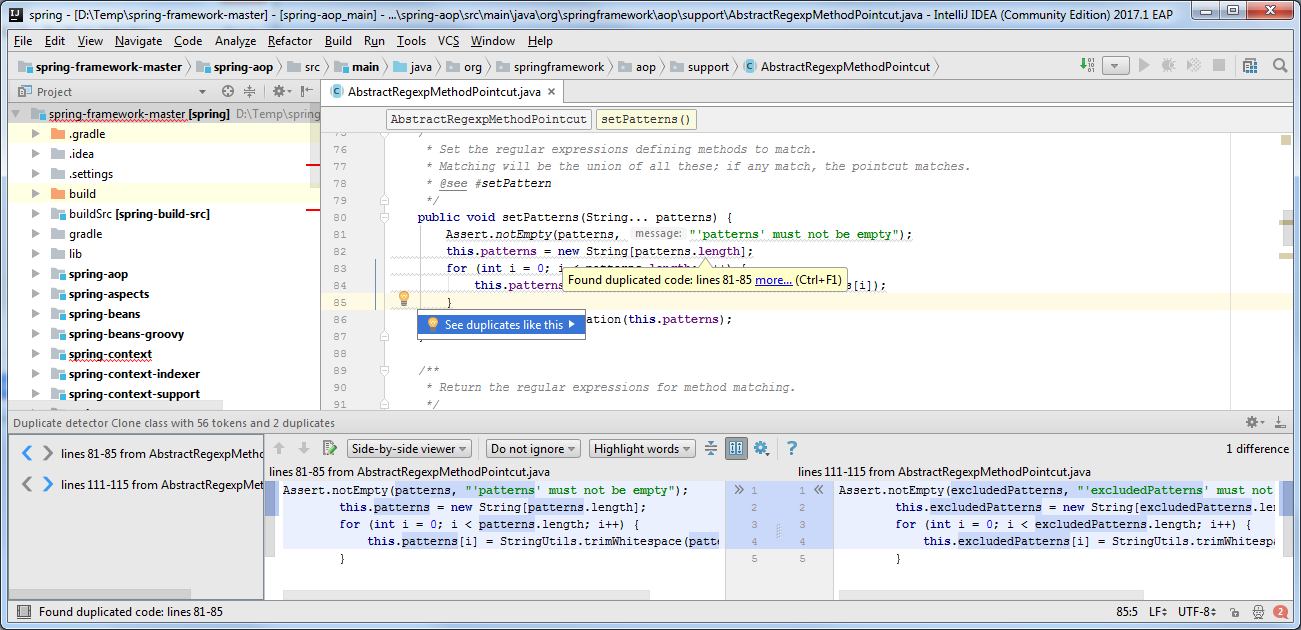 spring - [D:\Temp\spring-framework-master] - [spring-aop_main] - ...\spring-aop\src\main\java\org\springframework\aop\support\AbstractRegexpMethodPointcut.java - IntelliJ IDEA (Community Edition) 2017.1 EAP
File Edit View Navigate Code Analyze Refactor Build Run Tools VCS Window Help
spring-framework-master spring-aop src main java org springframework aop support AbstractRegexpMethodPointcut
Project
AbstractRegexpMethodPointcut.java
spring-framework-master [spring] D:\Temp\spring
.gradle
.idea
.settings
build
buildSrc [spring-build-src]
gradle
lib
spring-aop
spring-aspects
spring-beans
spring-beans-groovy
spring-context
spring-context-indexer
spring-context-support
AbstractRegexpMethodPointcut setPatterns()
76 * Set the regular expressions defining methods to match.
77 * Matching will be the union of all these; if any match, the pointcut matches.
78 * @see #setPattern
79 */
80 public void setPatterns(String... patterns) {
81 Assert.notEmpty(patterns, message: "'patterns' must not be empty");
82 this.patterns = new String[patterns.length];
83 for (int i = 0; i < patterns.length; i++) {
84 this.patterns s[i]);
Found duplicated code: lines 81-85 more... (Ctrl+F1)
85 }
86 ation(this.patterns);
See duplicates like this
87
88
89 /**
90 * Return the regular expressions for method matching.
91 */
Duplicate detector Clone class with 56 tokens and 2 duplicates
lines 81-85 from AbstractRegexpMetho
lines 111-115 from AbstractRegexpMet
Side-by-side viewer Do not ignore Highlight words ? 1 difference
lines 81-85 from AbstractRegexpMethodPointcut.java
lines 111-115 from AbstractRegexpMethodPointcut.java
Assert.notEmpty(patterns, "'patterns' must not be empty");
this.patterns = new String[patterns.length];
for (int i = 0; i < patterns.length; i++) {
this.patterns[i] = StringUtils.trimWhitespace(patte
}
1 1
2 2
3 3
4 4
5 5
Assert.notEmpty(excludedPatterns, "'excludedPatterns' must not
this.excludedPatterns = new String[excludedPatterns.len
for (int i = 0; i < excludedPatterns.length; i++) {
this.excludedPatterns[i] = StringUtils.trimWhitespa
}
Found duplicated code: lines 81-85
85:5 LF UTF-8 2